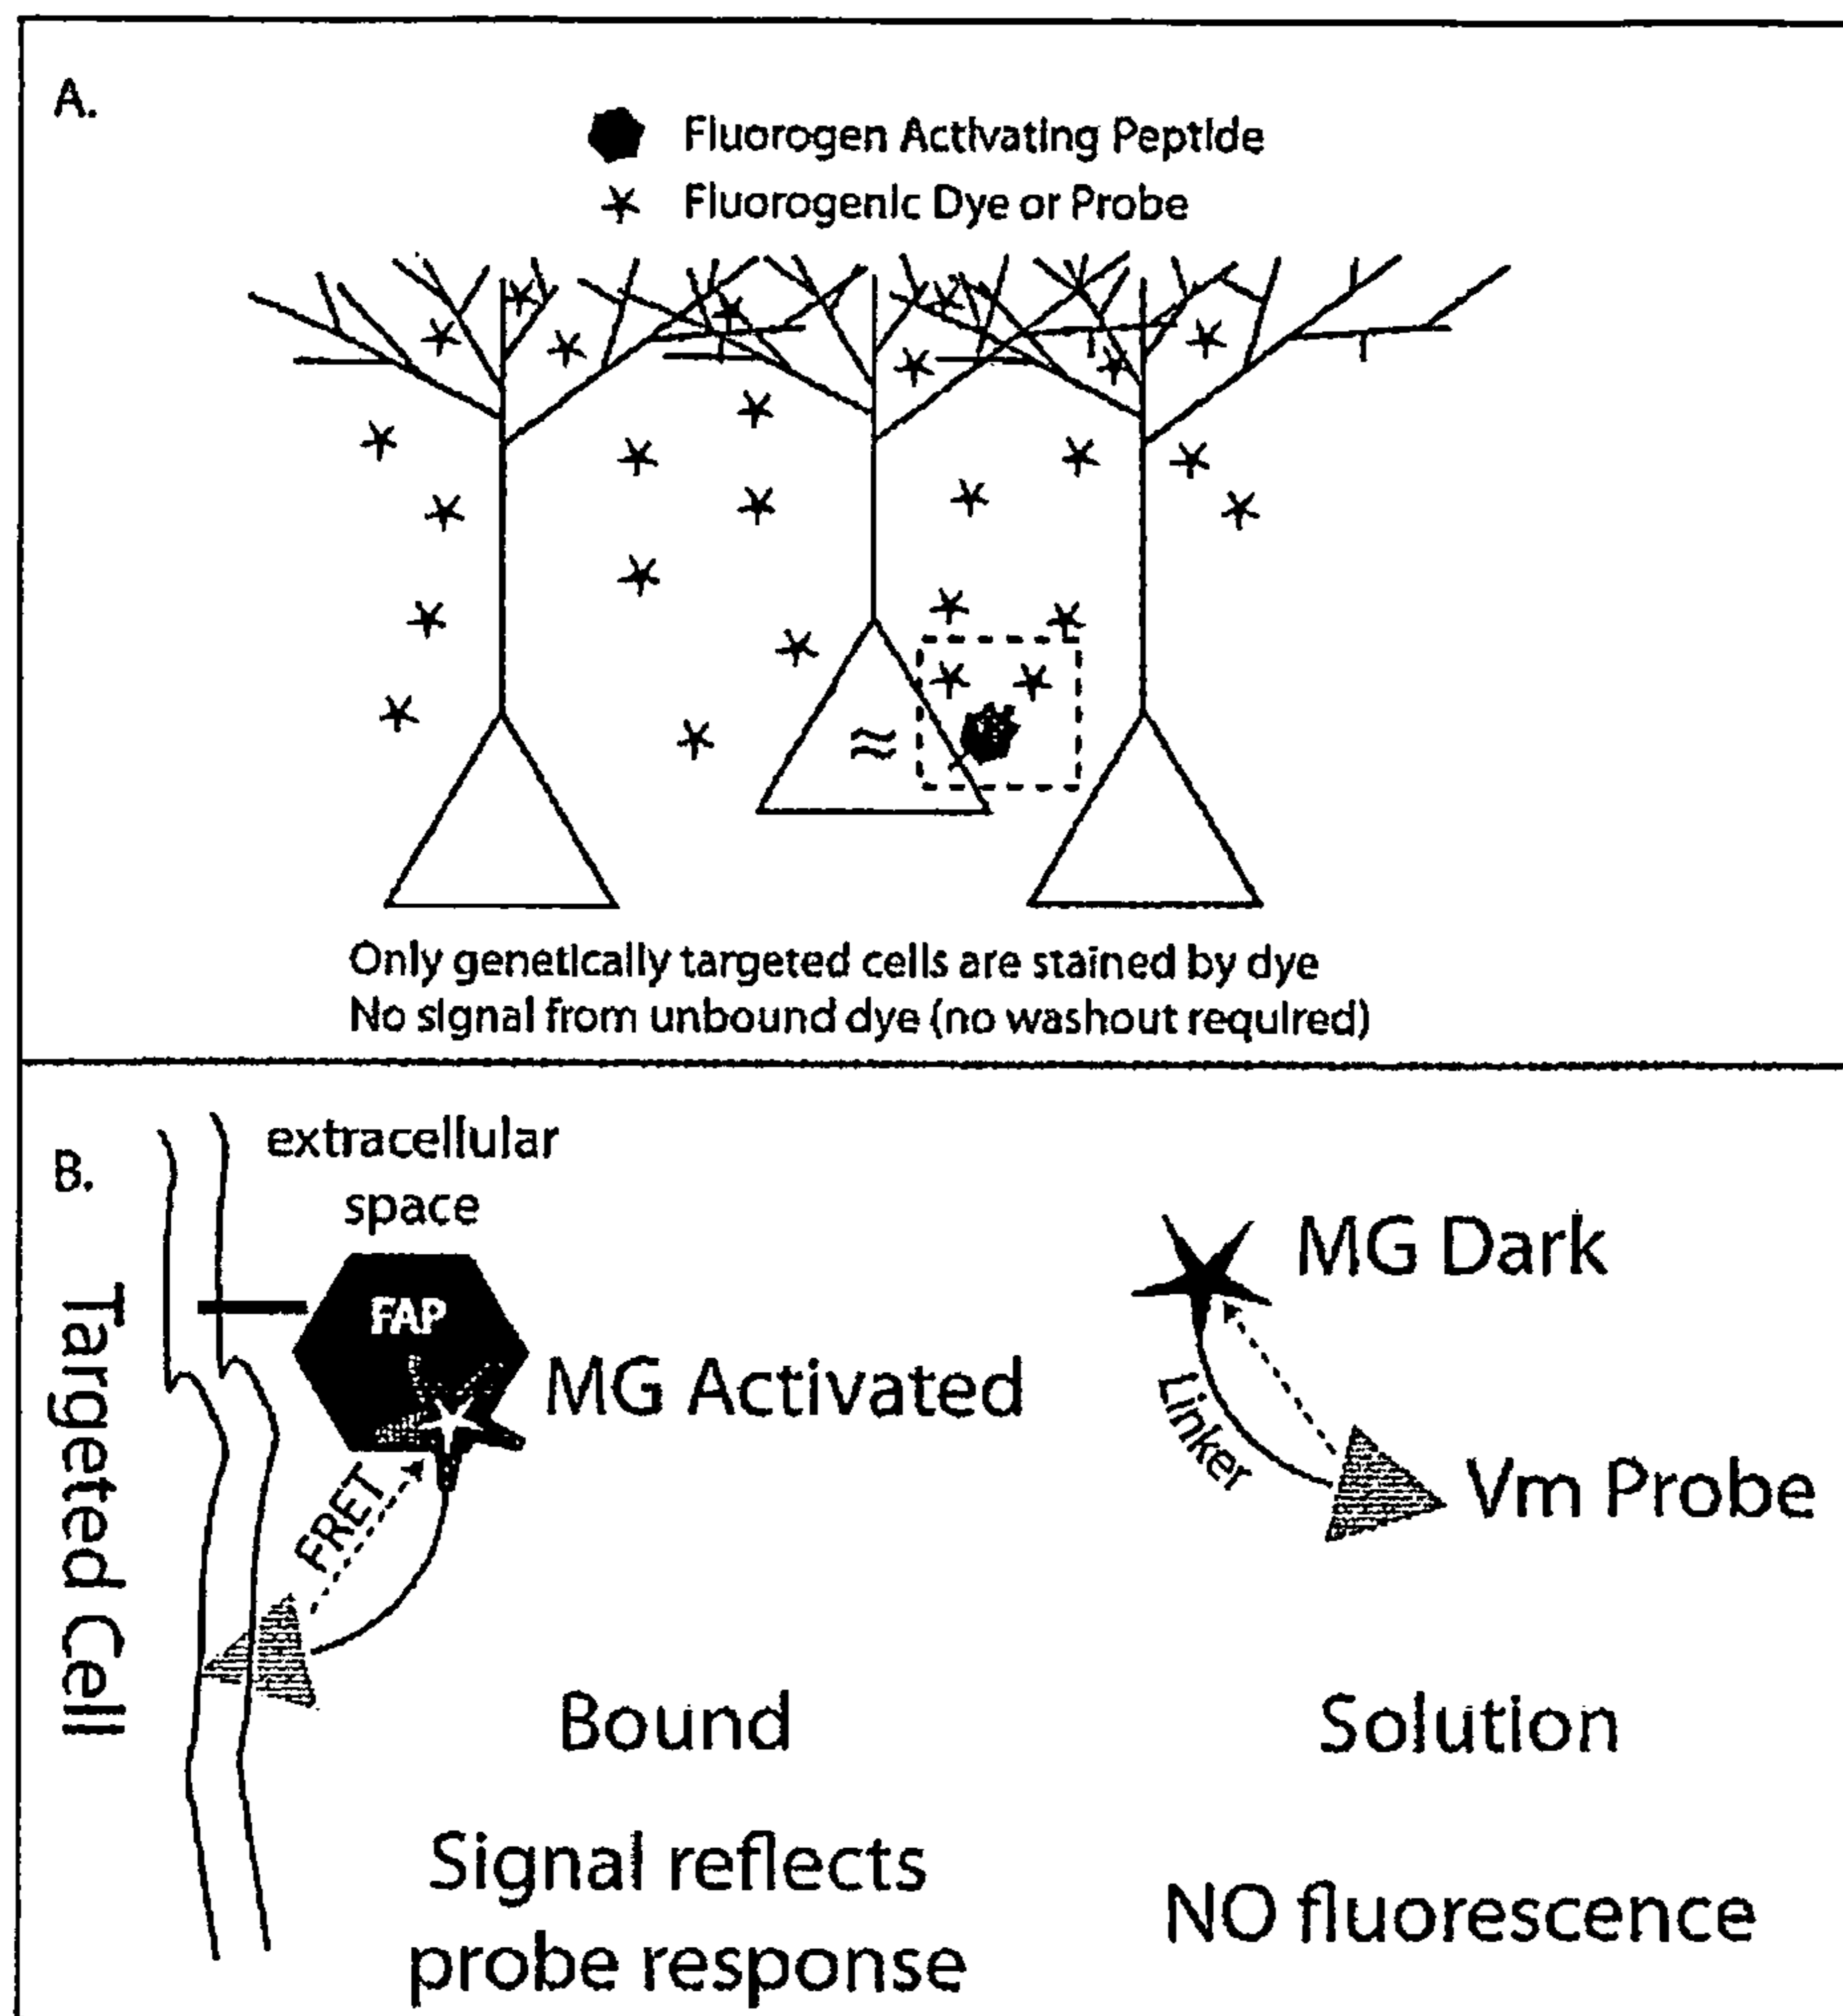 A.
Fluorogen Activating Peptide
Fluorogenic Dye or Probe
≈
Only genetically targeted cells are stained by dye
No signal from unbound dye (no washout required)
B.
extracellular
space
Targeted Cell
FAP
MG Activated
FRET
MG Dark
Linker
Vm Probe
Bound
Solution
Signal reflects
probe response
NO fluorescence